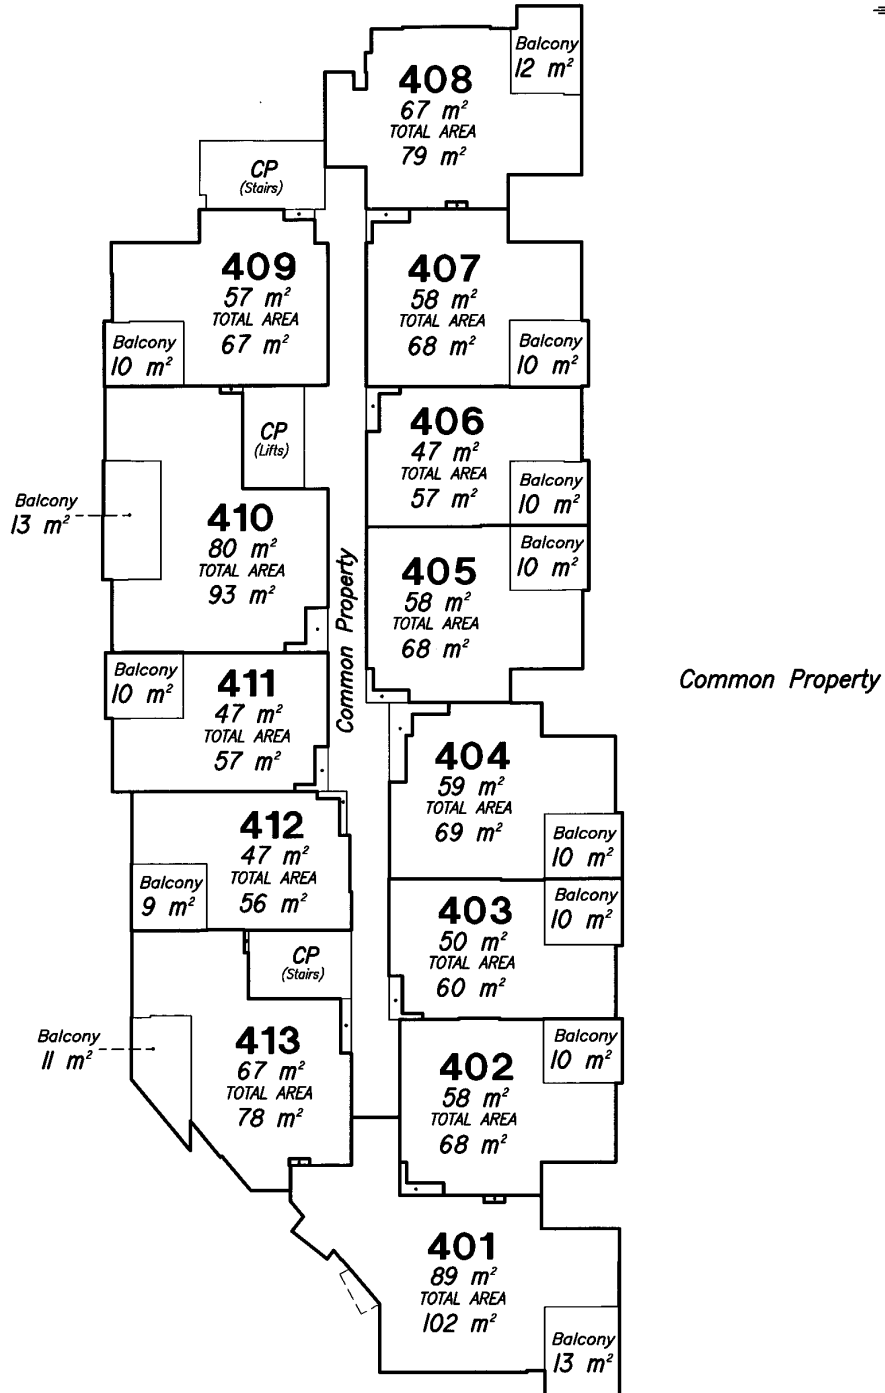 Balcony
12 m²
408
67 m²
TOTAL AREA
79 m²
CP
(Stairs)
409
57 m²
TOTAL AREA
67 m²
Balcony
10 m²
407
58 m²
TOTAL AREA
68 m²
Balcony
10 m²
CP
(Lifts)
406
47 m²
TOTAL AREA
57 m²
Balcony
10 m²
Balcony
13 m²
410
80 m²
TOTAL AREA
93 m²
Balcony
10 m²
405
58 m²
TOTAL AREA
68 m²
Common Property
Common Property
Balcony
10 m²
411
47 m²
TOTAL AREA
57 m²
404
59 m²
TOTAL AREA
69 m²
Balcony
10 m²
412
47 m²
TOTAL AREA
56 m²
Balcony
9 m²
403
50 m²
TOTAL AREA
60 m²
Balcony
10 m²
CP
(Stairs)
Balcony
11 m²
413
67 m²
TOTAL AREA
78 m²
402
58 m²
TOTAL AREA
68 m²
Balcony
10 m²
401
89 m²
TOTAL AREA
102 m²
Balcony
13 m²